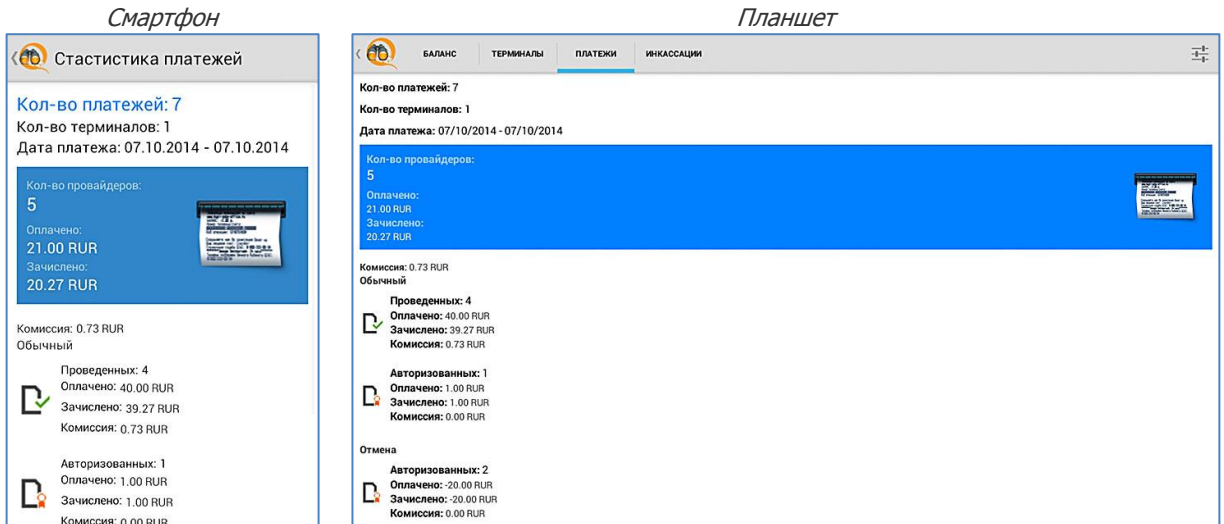 Смартфон
Стастистика платежей
Кол-во платежей: 7
Кол-во терминалов: 1
Дата платежа: 07.10.2014 - 07.10.2014
Кол-во провайдеров:
5
Оплачено:
21.00 RUR
Зачислено:
20.27 RUR
Комиссия: 0.73 RUR
Обычный
Проведенных: 4
Оплачено: 40.00 RUR
Зачислено: 39.27 RUR
Комиссия: 0.73 RUR
Авторизованных: 1
Оплачено: 1.00 RUR
Зачислено: 1.00 RUR
Комиссия: 0.00 RUR
Планшет
БАЛАНС ТЕРМИНАЛЫ ПЛАТЕЖИ ИНКАССАЦИИ
Кол-во платежей: 7
Кол-во терминалов: 1
Дата платежа: 07/10/2014 - 07/10/2014
Кол-во провайдеров:
5
Оплачено:
21.00 RUR
Зачислено:
20.27 RUR
Комиссия: 0.73 RUR
Обычный
Проведенных: 4
Оплачено: 40.00 RUR
Зачислено: 39.27 RUR
Комиссия: 0.73 RUR
Авторизованных: 1
Оплачено: 1.00 RUR
Зачислено: 1.00 RUR
Комиссия: 0.00 RUR
Отмена
Авторизованных: 2
Оплачено: -20.00 RUR
Зачислено: -20.00 RUR
Комиссия: 0.00 RUR